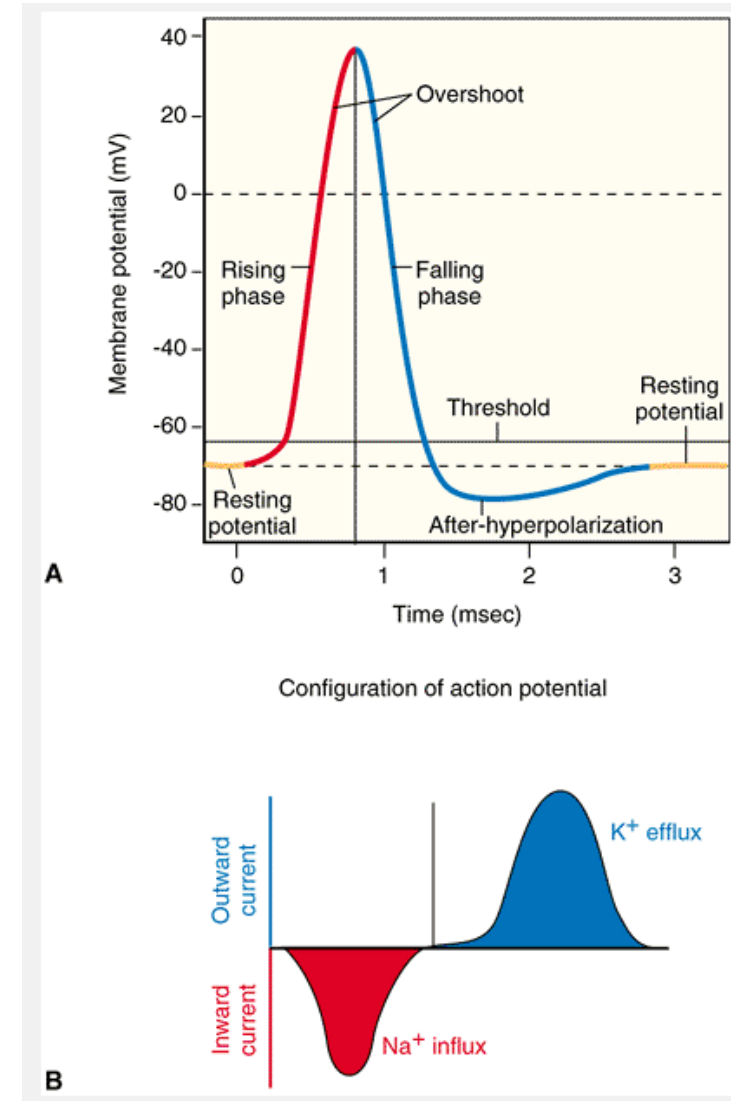 40
20
0
-20
-40
-60
-80
Membrane potential (mV)
Overshoot
Rising
phase
Falling
phase
Threshold
Resting
potential
Resting
potential
After-hyperpolarization
A
0
1
2
3
Time (msec)
Configuration of action potential
Outward
current
K⁺ efflux
Inward
current
Na⁺ influx
B